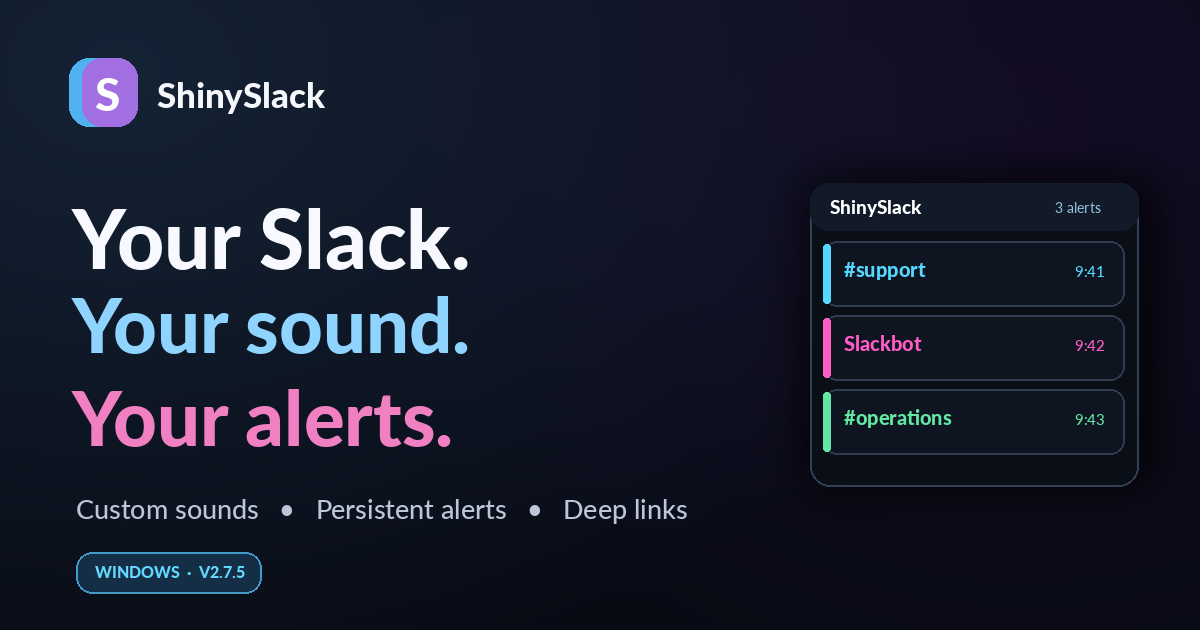 S
ShinySlack
Your Slack.
Your sound.
Your alerts.
Custom sounds • Persistent alerts • Deep links
WINDOWS · V2.7.5
ShinySlack 3 alerts
#support 9:41
Slackbot 9:42
#operations 9:43